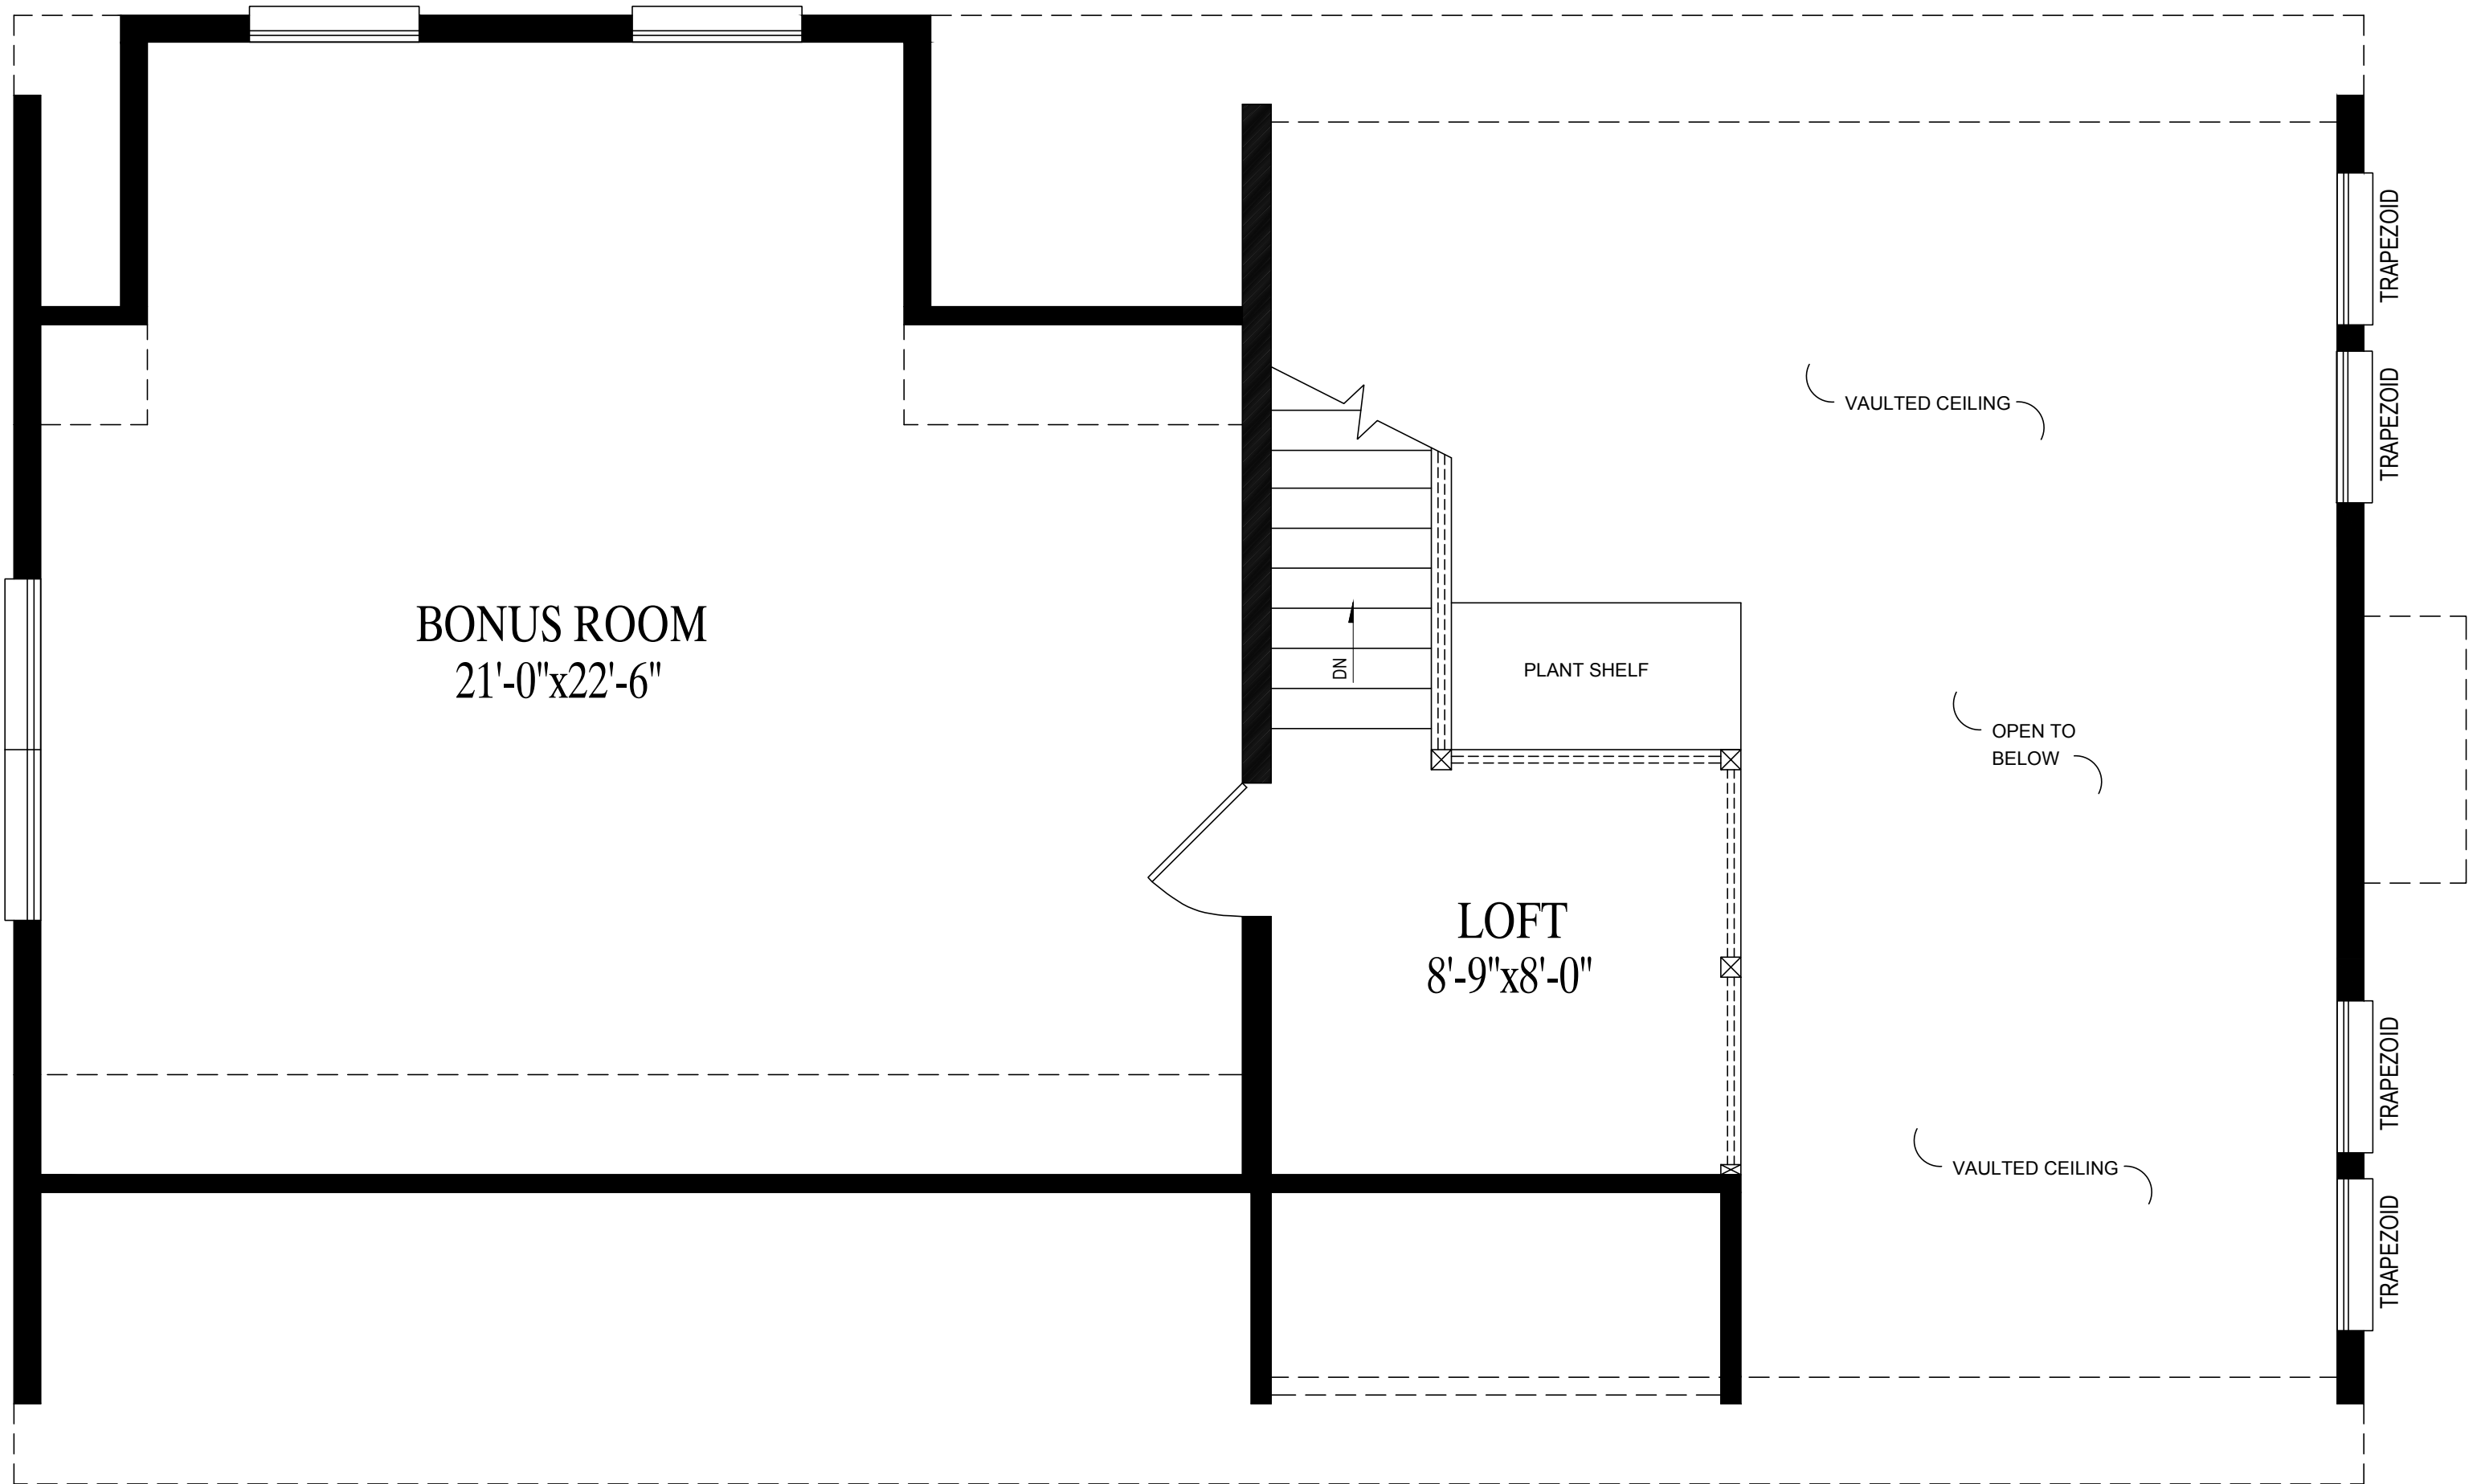 TRAPEZOID
TRAPEZOID
VAULTED CEILING
BONUS ROOM
21'-0"x22'-6"
DN
PLANT SHELF
OPEN TO
BELOW
LOFT
8'-9"x8'-0"
TRAPEZOID
VAULTED CEILING
TRAPEZOID